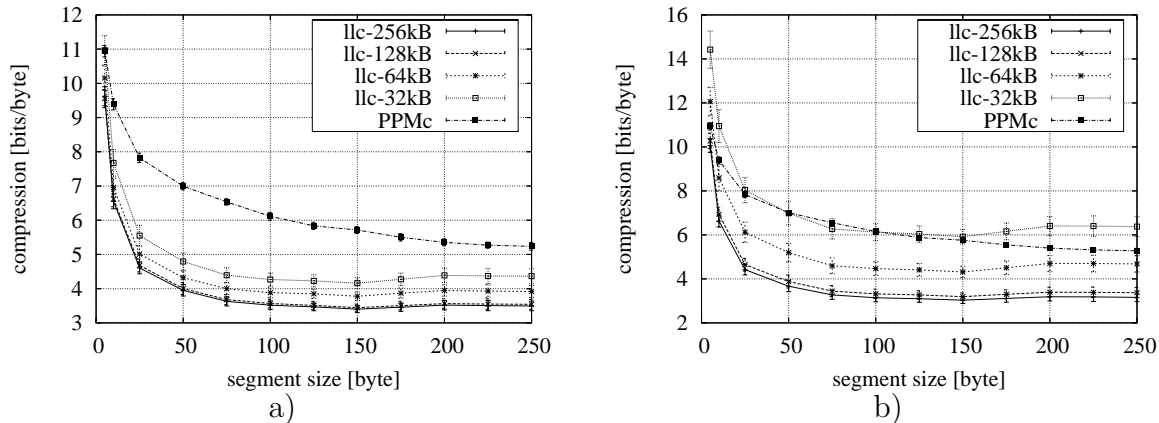 compression [bits/byte]
11
10
9
8
7
6
5
4
3
0
50
100
150
200
250
segment size [byte]
llc-256kB
llc-128kB
llc-64kB
llc-32kB
PPMc
a)
compression [bits/byte]
16
14
12
10
8
6
4
2
0
50
100
150
200
250
segment size [byte]
llc-256kB
llc-128kB
llc-64kB
llc-32kB
PPMc
b)